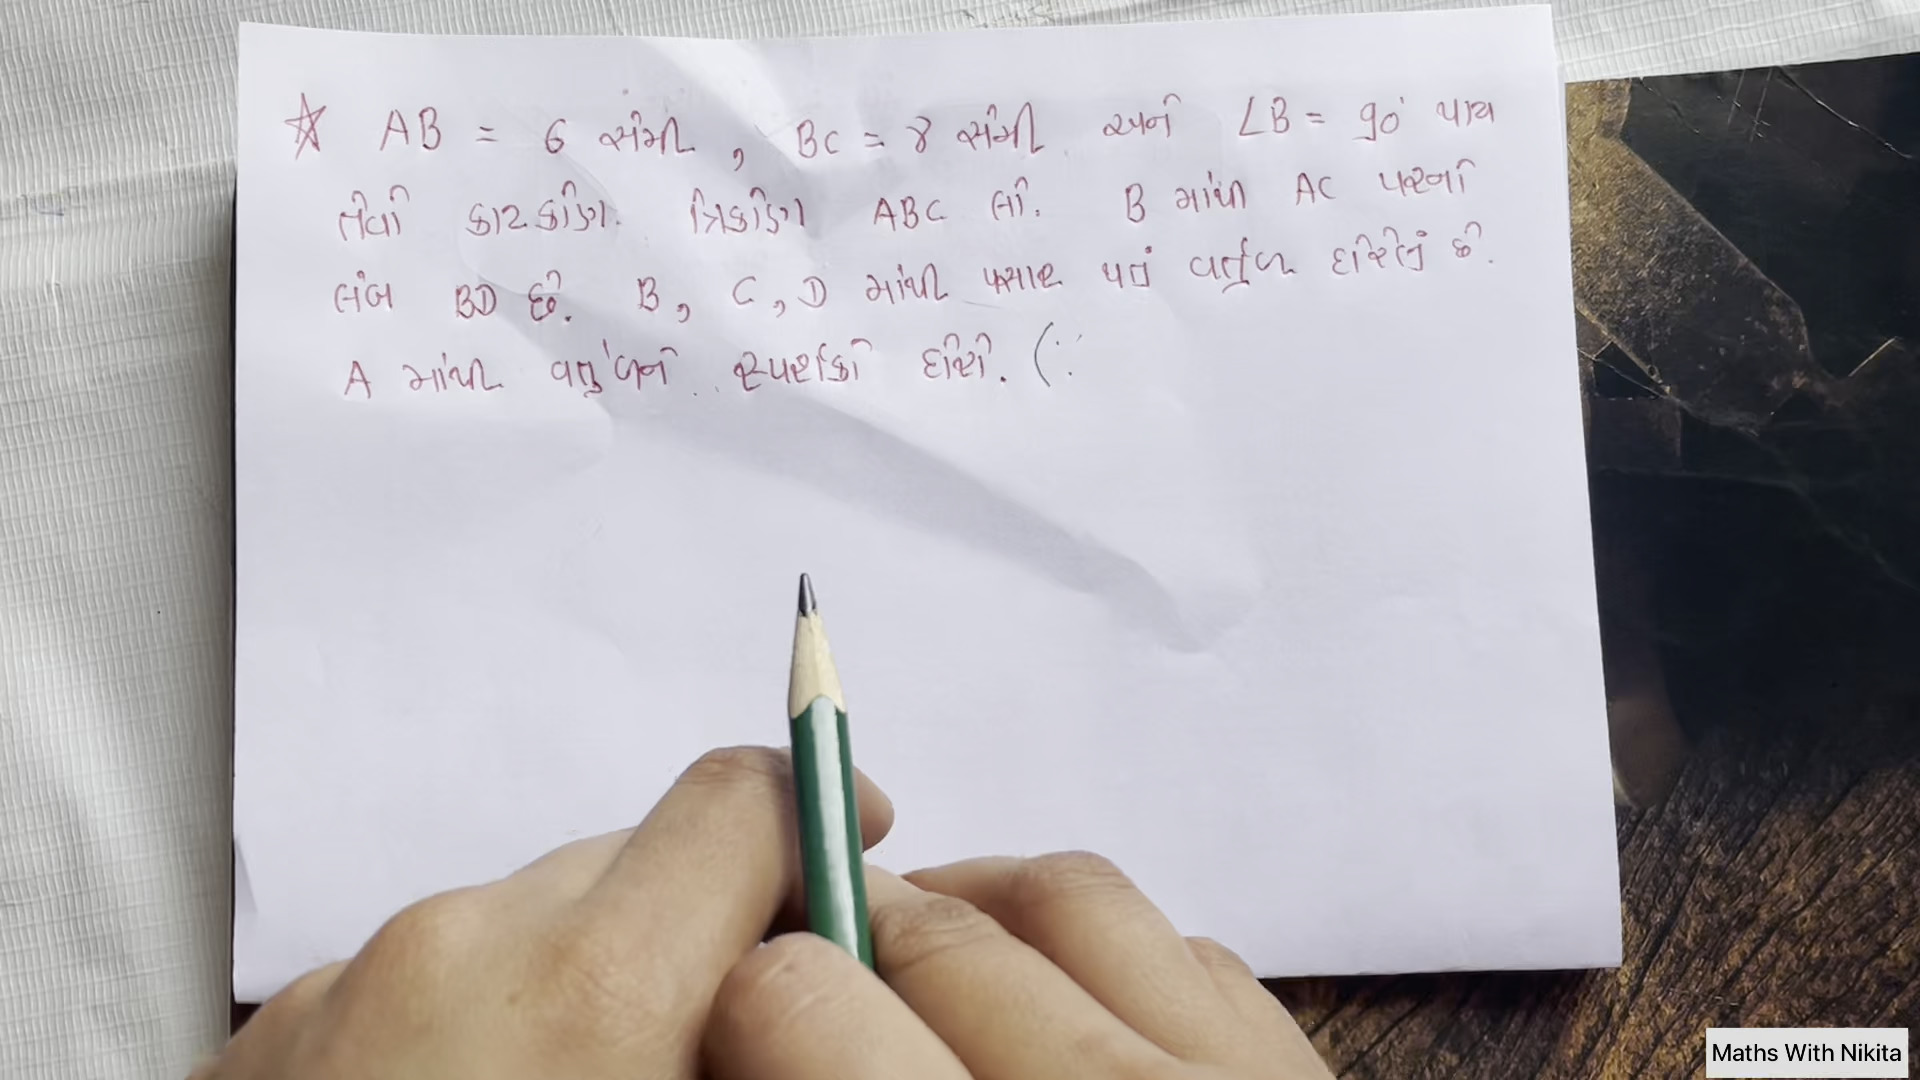 ☆ AB = 6 સેમી , BC = 8 સેમી અને ∠B = 90° થાય
તેવો કાટકોણ ત્રિકોણ ABC લો. B માંથી AC પરનો
લંબ BD છે. B, C, D માંથી પસાર થતું વર્તુળ દોરેલું છે.
A માંથી વર્તુળને સ્પર્શકો દોરો. (∵
Maths With Nikita